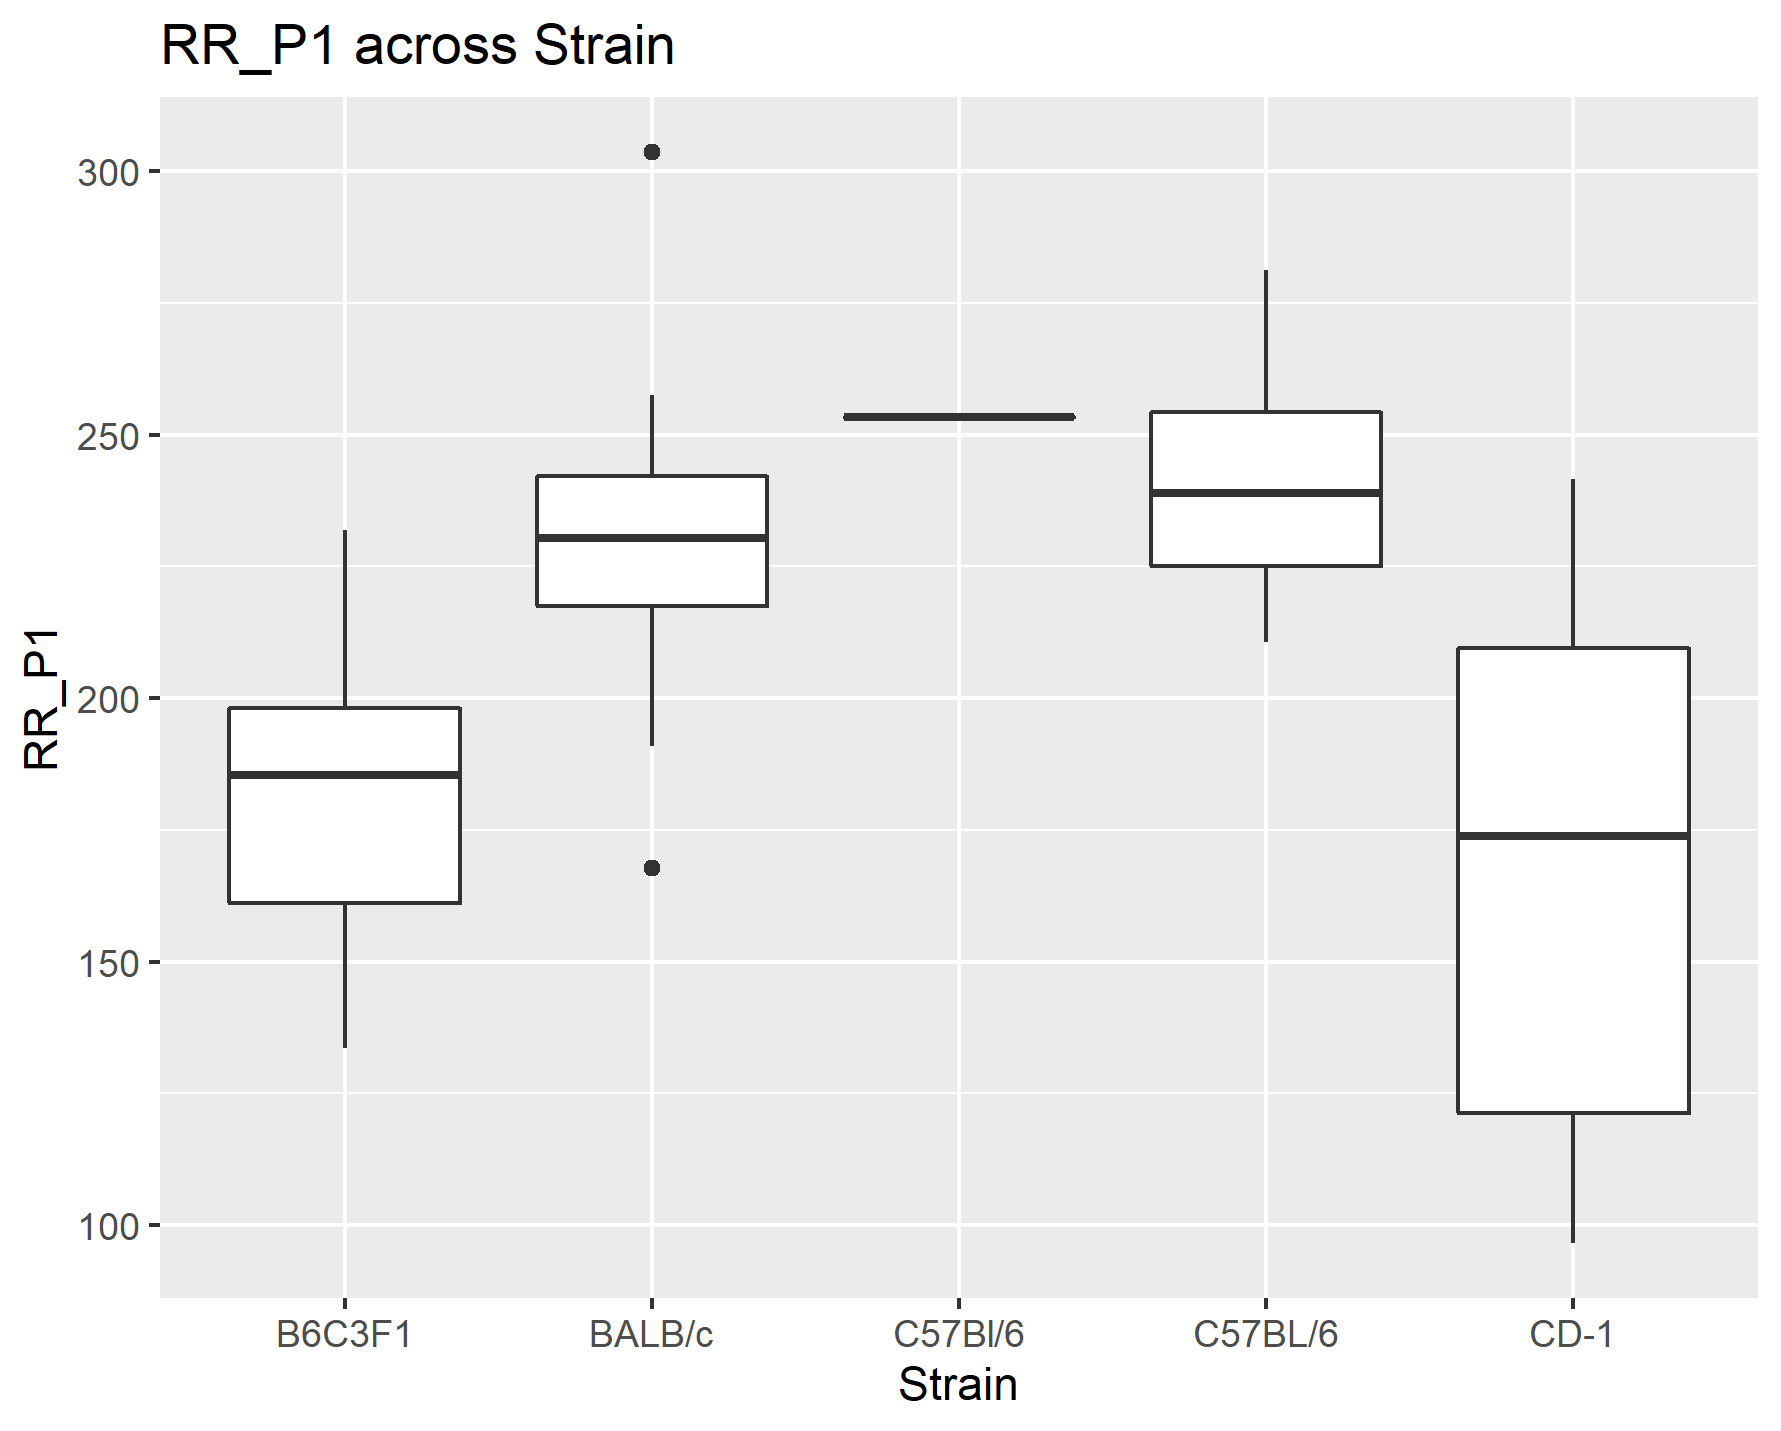 RR_P1 across Strain
RR_P1
300
250
200
150
100
B6C3F1 BALB/c C57Bl/6 C57BL/6 CD-1
Strain